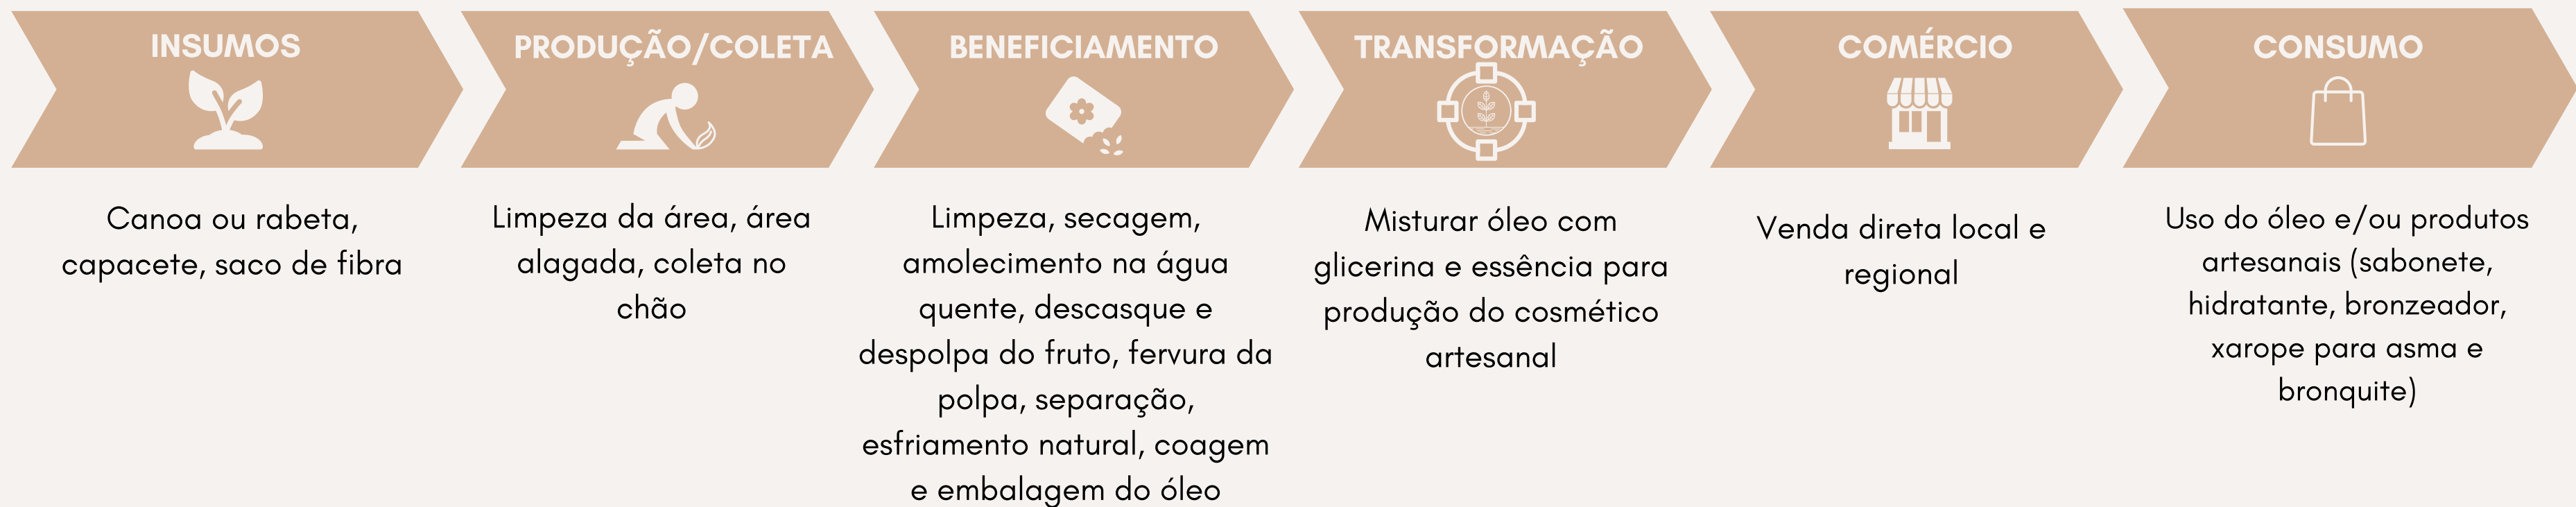 INSUMOS
Canoa ou rabeta,
capacete, saco de fibra
PRODUÇÃO/COLETA
Limpeza da área, área
alagada, coleta no
chão
BENEFICIAMENTO
Limpeza, secagem,
amolecimento na água
quente, descasque e
despolpa do fruto, fervura da
polpa, separação,
esfriamento natural, coagem
e embalagem do óleo
TRANSFORMAÇÃO
Misturar óleo com
glicerina e essência para
produção do cosmético
artesanal
COMÉRCIO
Venda direta local e
regional
CONSUMO
Uso do óleo e/ou produtos
artesanais (sabonete,
hidratante, bronzeador,
xarope para asma e
bronquite)